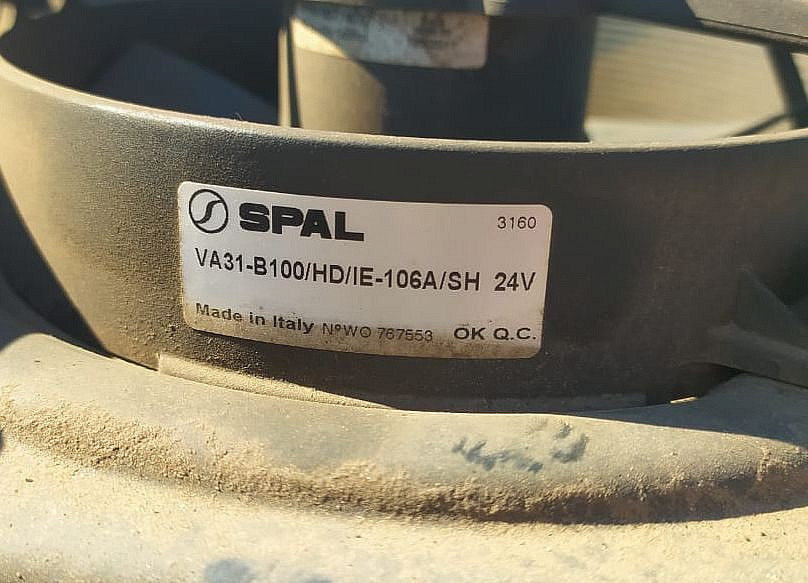 SPAL 3160
VA31-B100/HD/IE-106A/SH 24V
Made in Italy N°WO 767553 OK Q.C.